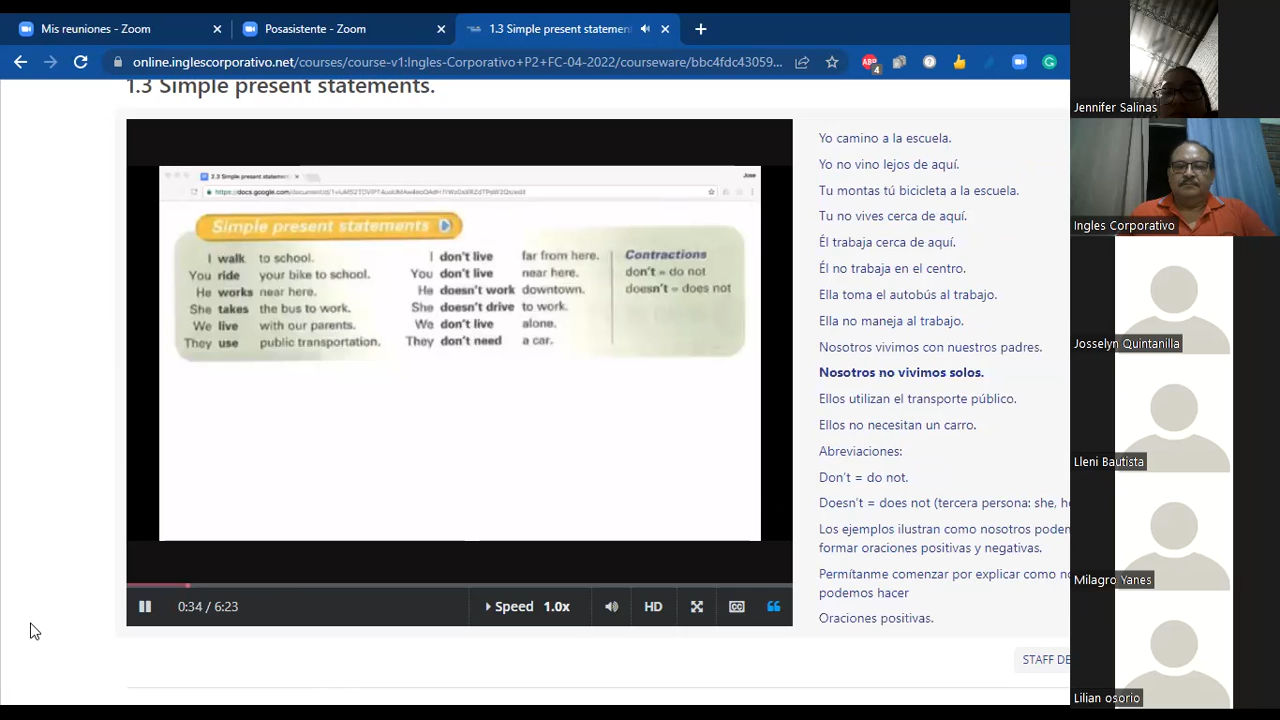 Mis reuniones - Zoom
Posasistente - Zoom
1.3 Simple present statement
online.inglescorporativo.net/courses/course-v1:Ingles-Corporativo+P2+FC-04-2022/courseware/bbc4fdc43059...
1.3 Simple present statements.
2.3 Simple present statement
Jose
Simple present statements
I walk to school.
You ride your bike to school.
He works near here.
She takes the bus to work.
We live with our parents.
They use public transportation.
I don't live far from here.
You don't live near here.
He doesn't work downtown.
She doesn't drive to work.
We don't live alone.
They don't need a car.
Contractions
don't = do not
doesn't = does not
0:34 / 6:23
Speed 1.0x
HD
CC
Yo camino a la escuela.
Yo no vino lejos de aquí.
Tu montas tú bicicleta a la escuela.
Tu no vives cerca de aquí.
Él trabaja cerca de aquí.
Él no trabaja en el centro.
Ella toma el autobús al trabajo.
Ella no maneja al trabajo.
Nosotros vivimos con nuestros padres.
Nosotros no vivimos solos.
Ellos utilizan el transporte público.
Ellos no necesitan un carro.
Abreviaciones:
Don't = do not.
Doesn't = does not (tercera persona: she, h
Los ejemplos ilustran como nosotros poder
formar oraciones positivas y negativas.
Permítanme comenzar por explicar como no
podemos hacer
Oraciones positivas.
STAFF DE
Jennifer Salinas
Ingles Corporativo
Josselyn Quintanilla
Lleni Bautista
Milagro Yanes
Lilian osorio